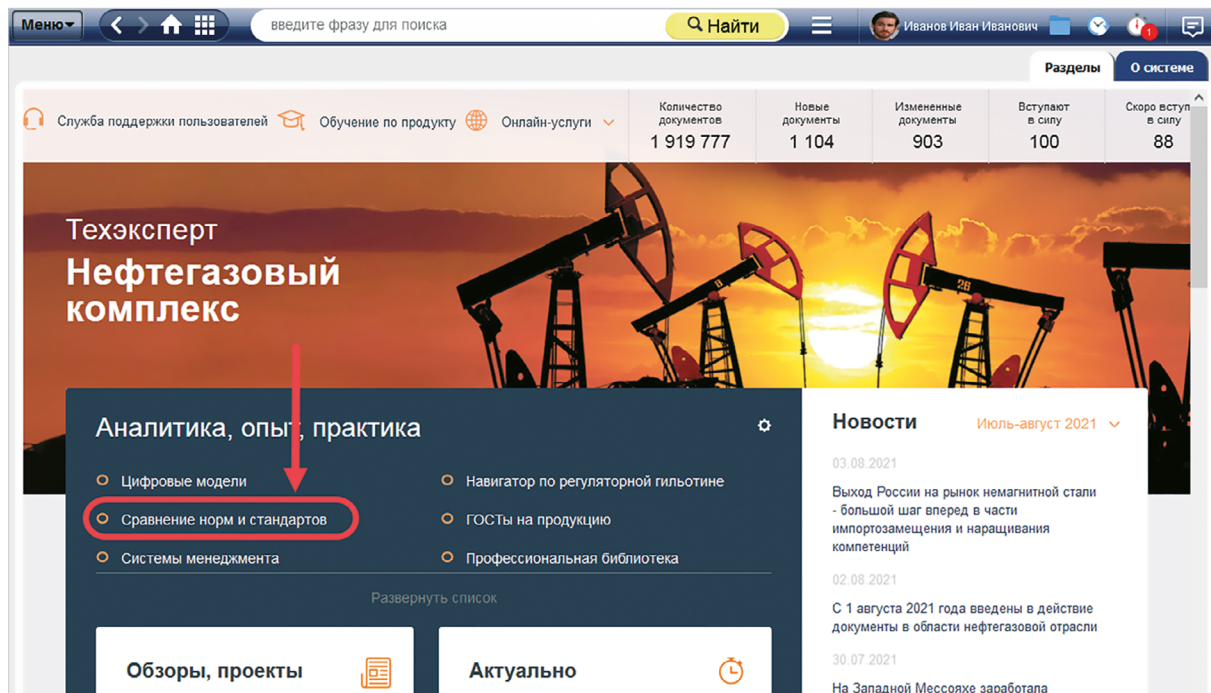 Меню
введите фразу для поиска
Найти
Иванов Иван Иванович
1
Разделы
О системе
Служба поддержки пользователей
Обучение по продукту
Онлайн-услуги
Количество
документов
1 919 777
Новые
документы
1 104
Измененные
документы
903
Вступают
в силу
100
Скоро вступ
в силу
88
Техэксперт
Нефтегазовый
комплекс
8
26
Аналитика, опыт, практика
Цифровые модели
Сравнение норм и стандартов
Системы менеджмента
Навигатор по регуляторной гильотине
ГОСТы на продукцию
Профессиональная библиотека
Развернуть список
Обзоры, проекты
Актуально
Новости
Июль-август 2021
03.08.2021
Выход России на рынок немагнитной стали
- большой шаг вперед в части
импортозамещения и наращивания
компетенций
02.08.2021
С 1 августа 2021 года введены в действие
документы в области нефтегазовой отрасли
30.07.2021
На Западной Мессояхе заработала